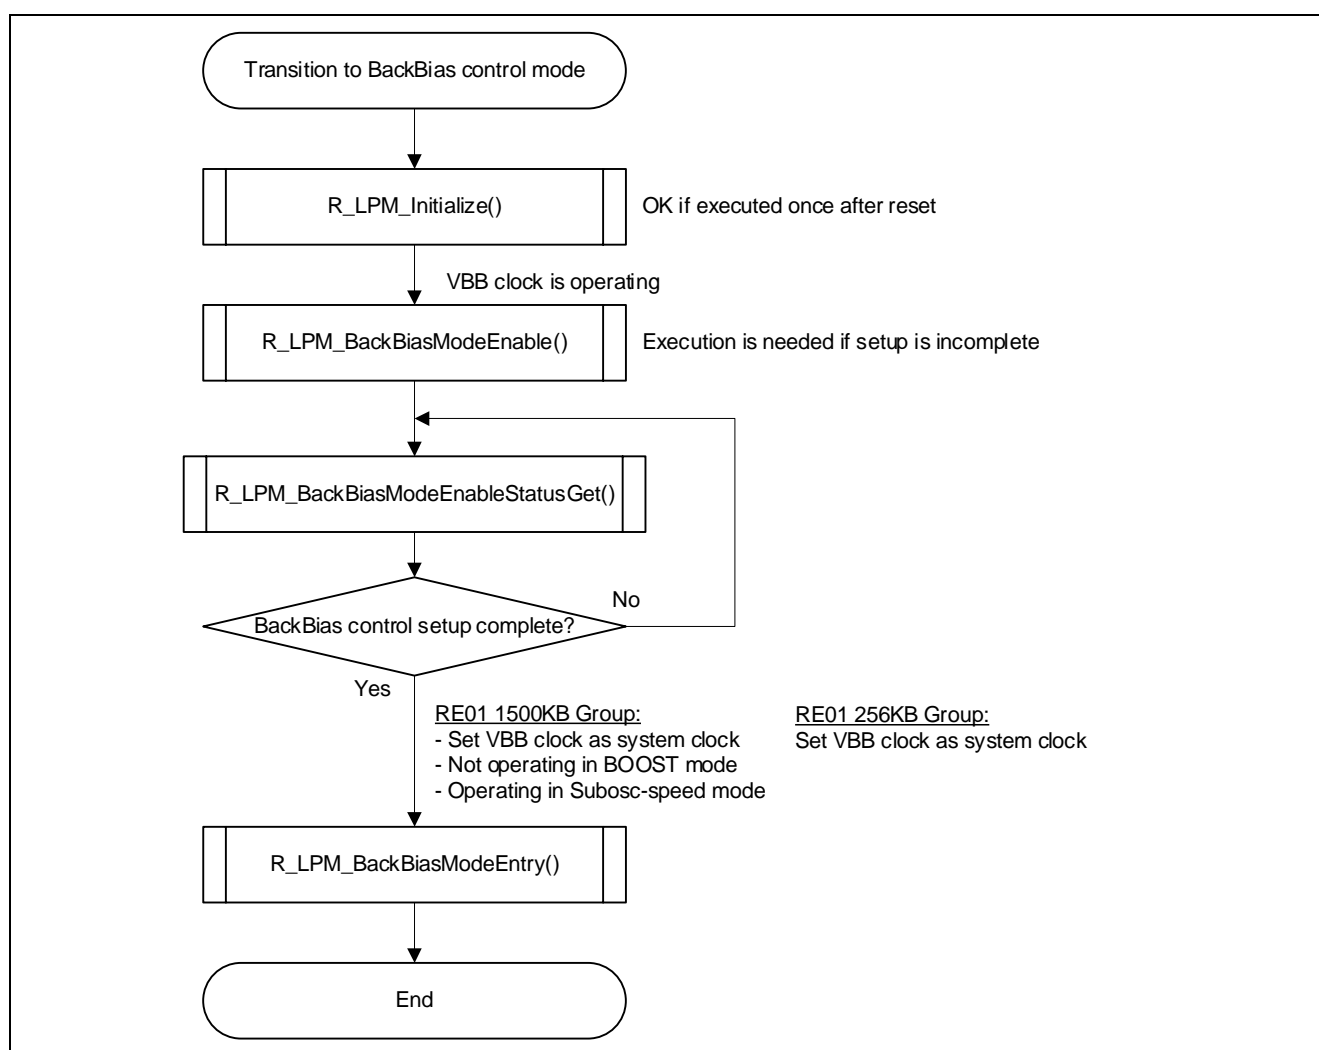 Transition to BackBias control mode
R_LPM_Initialize()
OK if executed once after reset
VBB clock is operating
R_LPM_BackBiasModeEnable()
Execution is needed if setup is incomplete
R_LPM_BackBiasModeEnableStatusGet()
No
BackBias control setup complete?
Yes
RE01 1500KB Group:
- Set VBB clock as system clock
- Not operating in BOOST mode
- Operating in Subosc-speed mode
RE01 256KB Group:
Set VBB clock as system clock
R_LPM_BackBiasModeEntry()
End